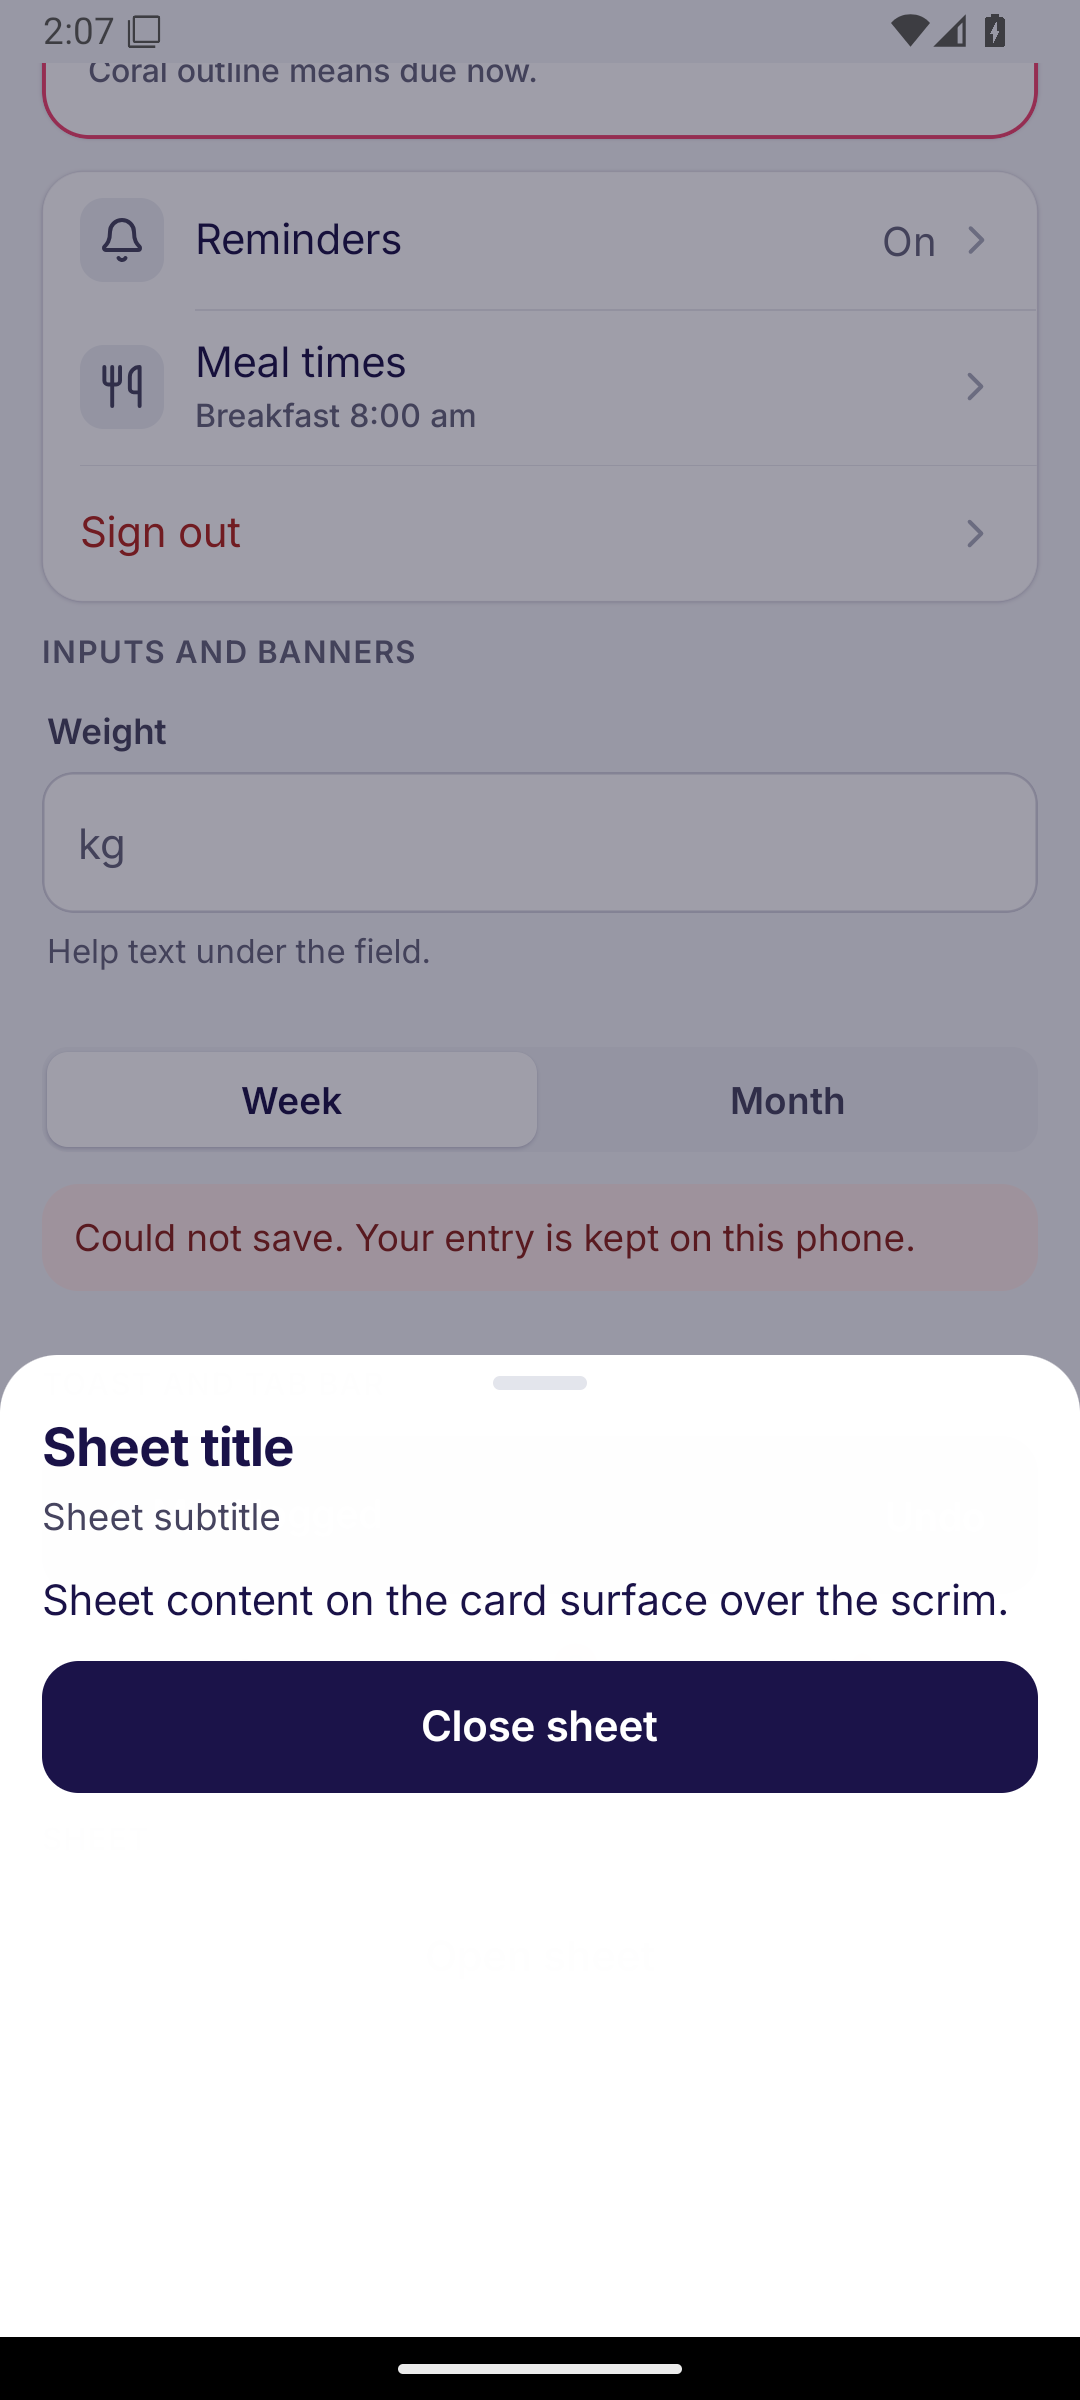 2:07
Coral outline means due now.
Reminders
On
Meal times
Breakfast 8:00 am
Sign out
INPUTS AND BANNERS
Weight
kg
Help text under the field.
Week
Month
Could not save. Your entry is kept on this phone.
Sheet title
Sheet subtitle
Sheet content on the card surface over the scrim.
Close sheet